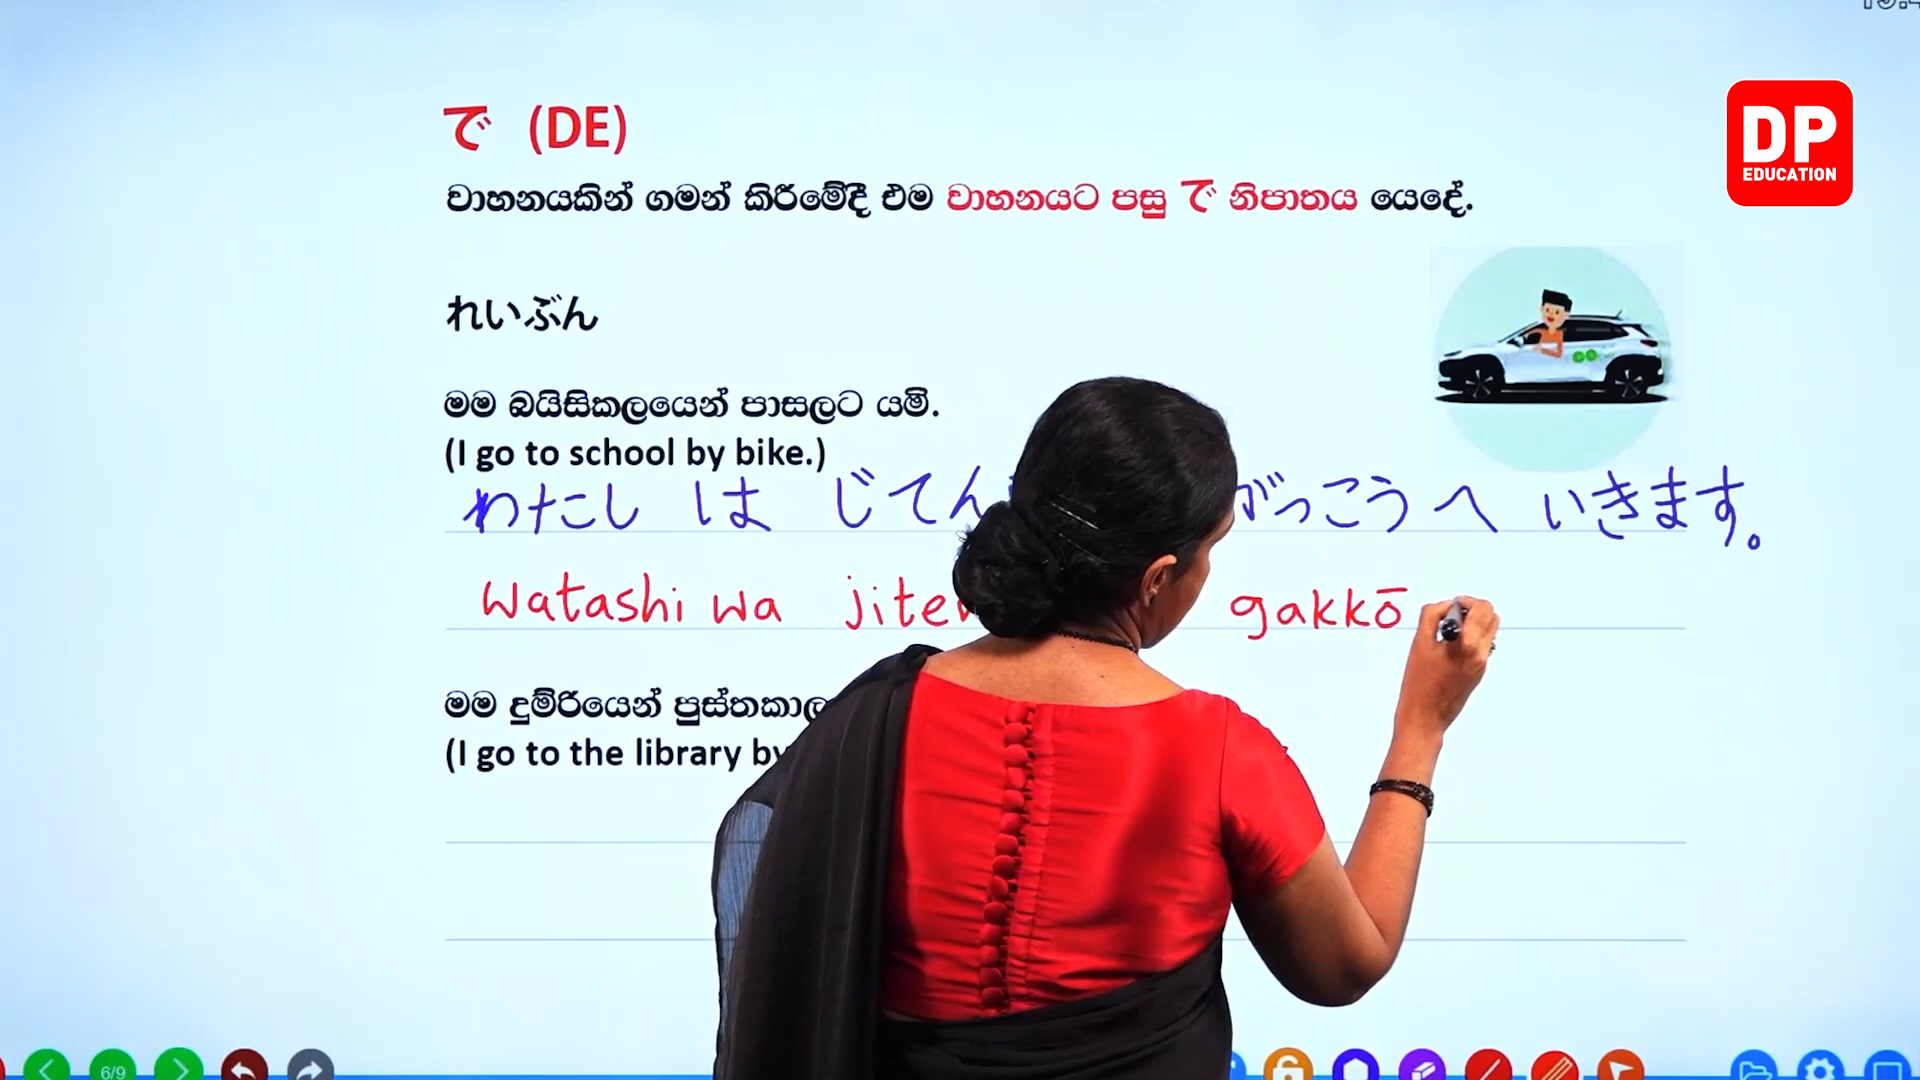 DP
EDUCATION
で (DE)
වාහනයකින් ගමන් කිරීමේදී එම වාහනයට පසු で නිපාතය යෙදේ.
れいぶん
මම බයිසිකලයෙන් පාසලට යමි.
(I go to school by bike.)
わたし は じてん がっこう へ いきます。
watashi wa jiten gakkō
මම දුම්රියෙන් පුස්තකාල
(I go to the library by
6/9